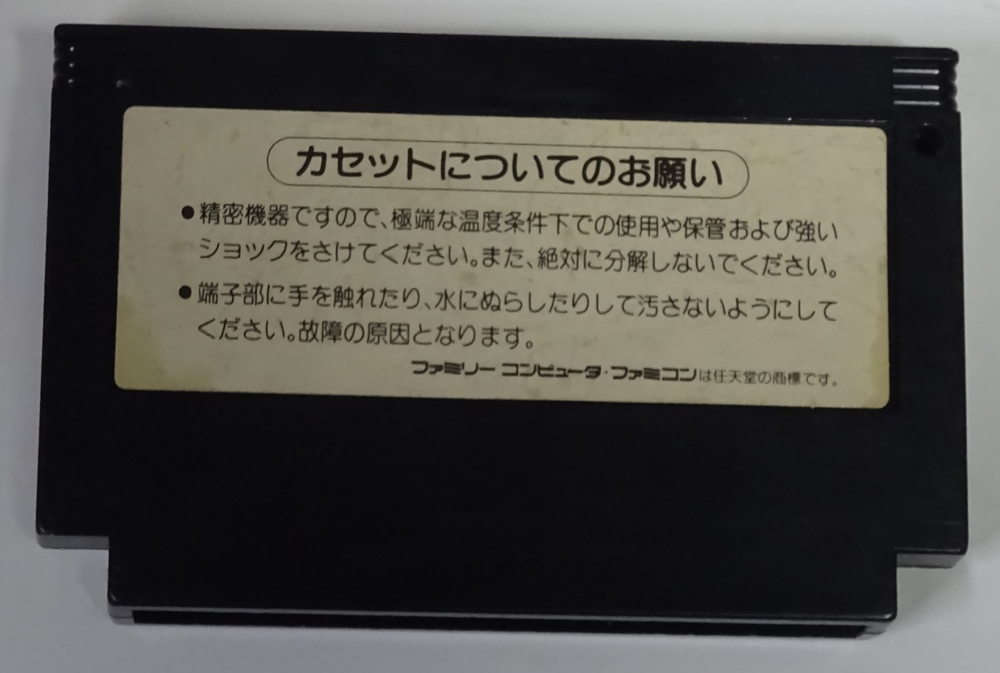 カセットについてのお願い
●精密機器ですので、極端な温度条件下での使用や保管および強い
ショックをさけてください。また、絶対に分解しないでください。
●端子部に手を触れたり、水にぬらしたりして汚さないようにして
ください。故障の原因となります。
ファミリー コンピュータ・ファミコンは任天堂の商標です。